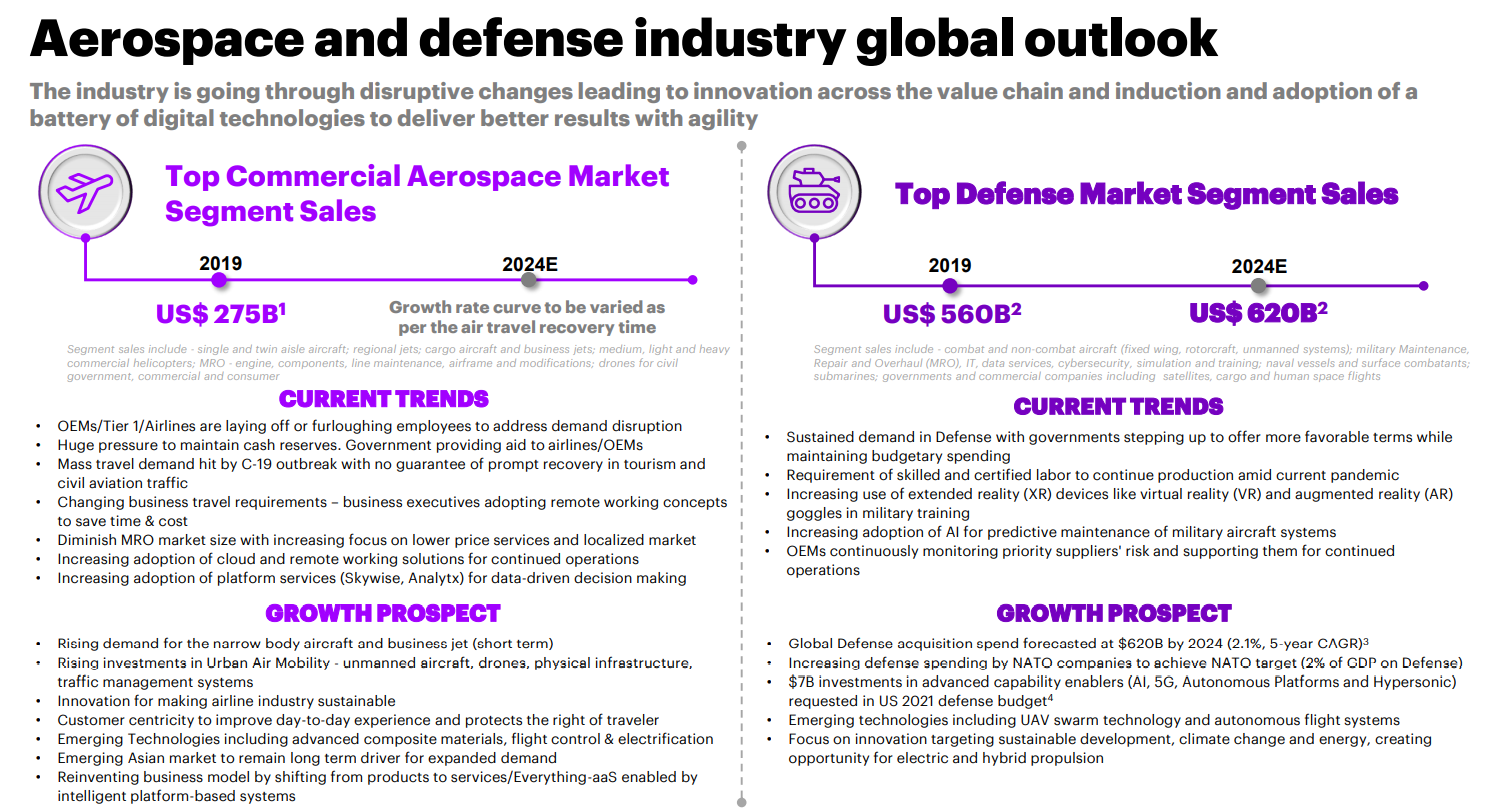 Aerospace and defense industry global outlook
The industry is going through disruptive changes leading to innovation across the value chain and induction and adoption of a
battery of digital technologies to deliver better results with agility
Top Commercial Aerospace Market
Segment Sales
2019
2024E
US$ 275B¹
Growth rate curve to be varied as
per the air travel recovery time
Segment sales include - single and twin aisle aircraft; regional jets; cargo aircraft and business jets; medium, light and heavy
commercial helicopters; MRO - engine, components, line maintenance, airframe and modifications; drones for civil
government, commercial and consumer
CURRENT TRENDS
• OEMs/Tier 1/Airlines are laying off or furloughing employees to address demand disruption
• Huge pressure to maintain cash reserves. Government providing aid to airlines/OEMs
• Mass travel demand hit by C-19 outbreak with no guarantee of prompt recovery in tourism and
civil aviation traffic
• Changing business travel requirements – business executives adopting remote working concepts
to save time & cost
• Diminish MRO market size with increasing focus on lower price services and localized market
• Increasing adoption of cloud and remote working solutions for continued operations
• Increasing adoption of platform services (Skywise, Analytx) for data-driven decision making
GROWTH PROSPECT
• Rising demand for the narrow body aircraft and business jet (short term)
• Rising investments in Urban Air Mobility - unmanned aircraft, drones, physical infrastructure,
traffic management systems
• Innovation for making airline industry sustainable
• Customer centricity to improve day-to-day experience and protects the right of traveler
• Emerging Technologies including advanced composite materials, flight control & electrification
• Emerging Asian market to remain long term driver for expanded demand
• Reinventing business model by shifting from products to services/Everything-aaS enabled by
intelligent platform-based systems
Top Defense Market Segment Sales
2019
2024E
US$ 560B²
US$ 620B²
Segment sales include - combat and non-combat aircraft (fixed wing, rotorcraft, unmanned systems); military Maintenance,
Repair and Overhaul (MRO), IT, data services, cybersecurity, simulation and training; naval vessels and surface combatants;
submarines; governments and commercial companies including satellites, cargo and human space flights
CURRENT TRENDS
• Sustained demand in Defense with governments stepping up to offer more favorable terms while
maintaining budgetary spending
• Requirement of skilled and certified labor to continue production amid current pandemic
• Increasing use of extended reality (XR) devices like virtual reality (VR) and augmented reality (AR)
goggles in military training
• Increasing adoption of AI for predictive maintenance of military aircraft systems
• OEMs continuously monitoring priority suppliers' risk and supporting them for continued
operations
GROWTH PROSPECT
• Global Defense acquisition spend forecasted at $620B by 2024 (2.1%, 5-year CAGR)³
• Increasing defense spending by NATO companies to achieve NATO target (2% of GDP on Defense)
• $7B investments in advanced capability enablers (AI, 5G, Autonomous Platforms and Hypersonic)
requested in US 2021 defense budget⁴
• Emerging technologies including UAV swarm technology and autonomous flight systems
• Focus on innovation targeting sustainable development, climate change and energy, creating
opportunity for electric and hybrid propulsion